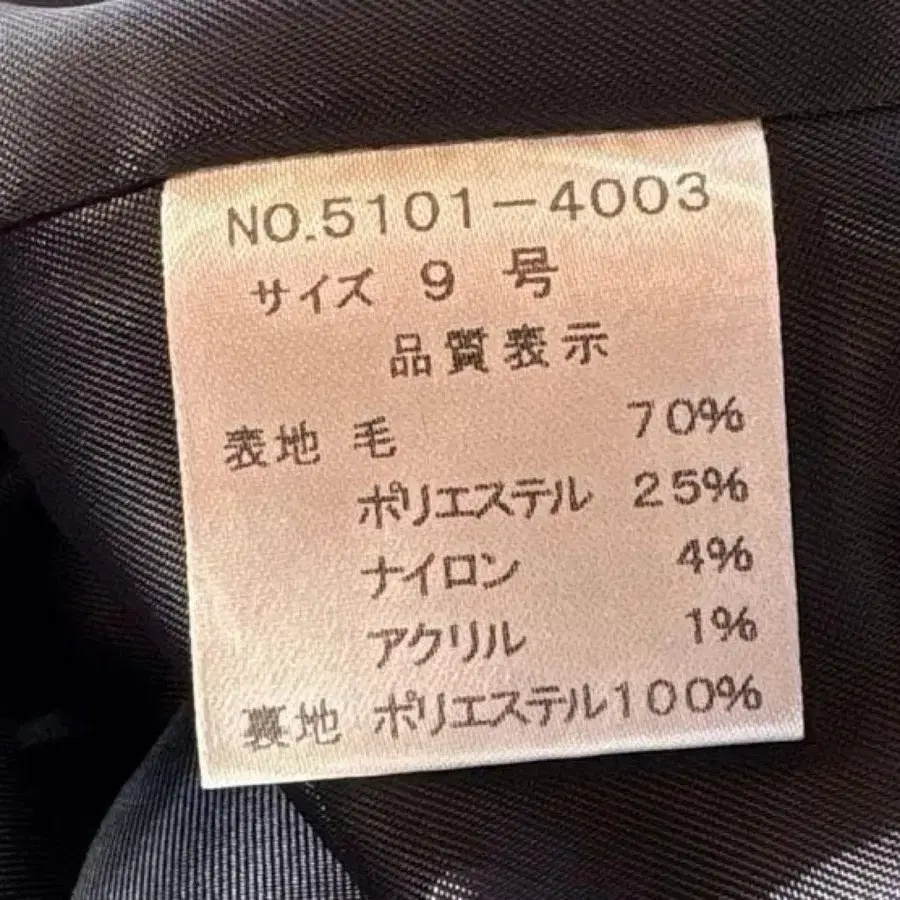 NO.5101-4003
サイズ 9 号
品質表示
表地 毛 70%
ポリエステル 25%
ナイロン 4%
アクリル 1%
裏地 ポリエステル100%